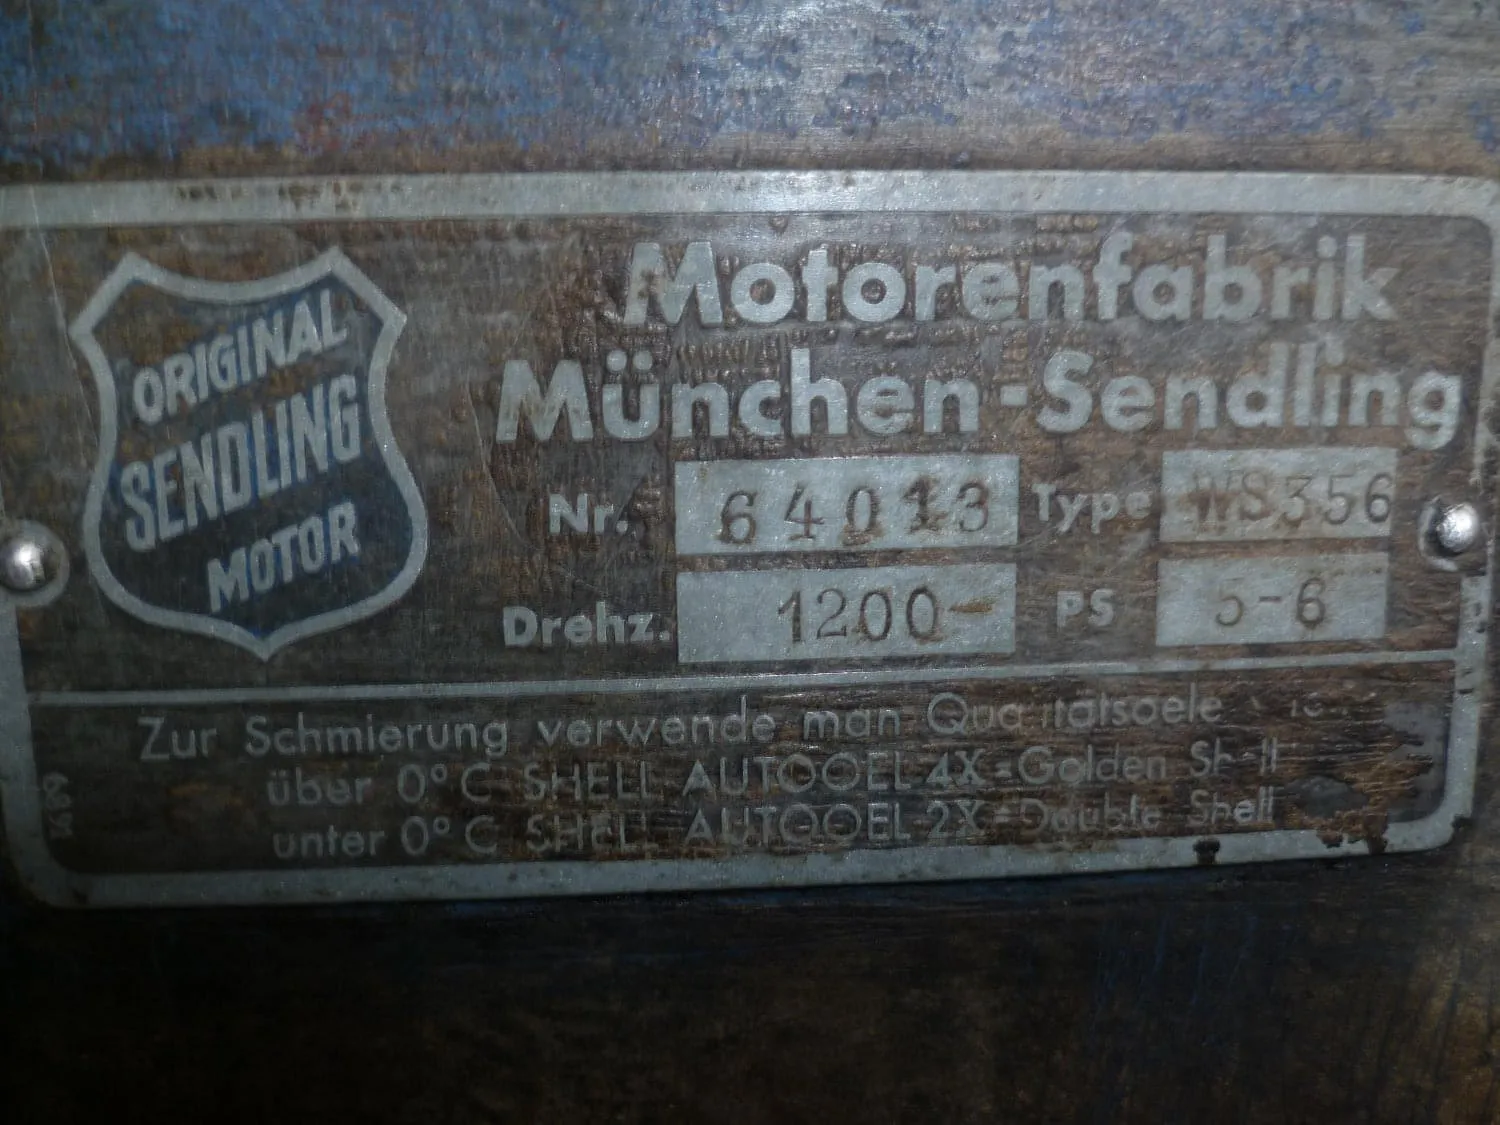 ORIGINAL
SENDLING
MOTOR
Motorenfabrik
München-Sendling
Nr. 64013 Type WS356
Drehz. 1200- PS 5-6
Zur Schmierung verwende man Qualitätsoele
über 0° C SHELL AUTOOEL 4X = Golden Shell
unter 0° C SHELL AUTOOEL 2X = Double Shell